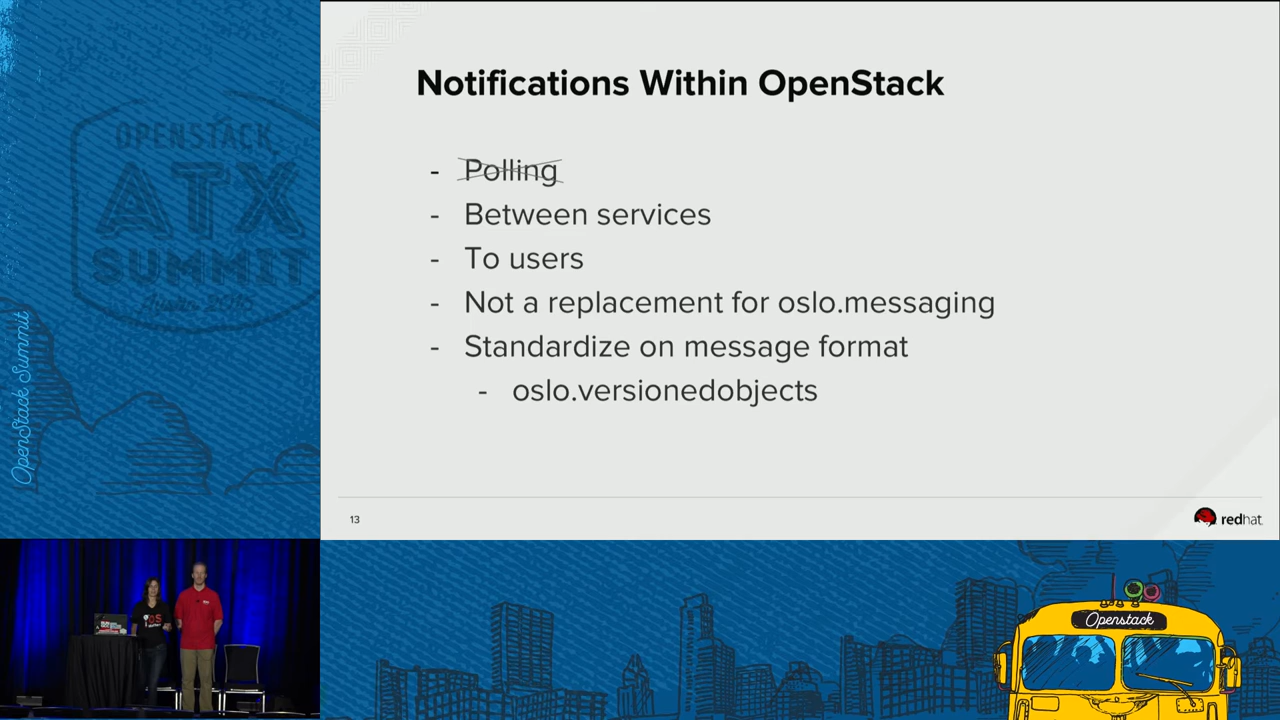 Notifications Within OpenStack
- Polling
- Between services
- To users
- Not a replacement for oslo.messaging
- Standardize on message format
- oslo.versionedobjects
13
redhat
OPENSTACK
ATX
SUMMIT
Austin 2016
OpenStack Summit
Openstack